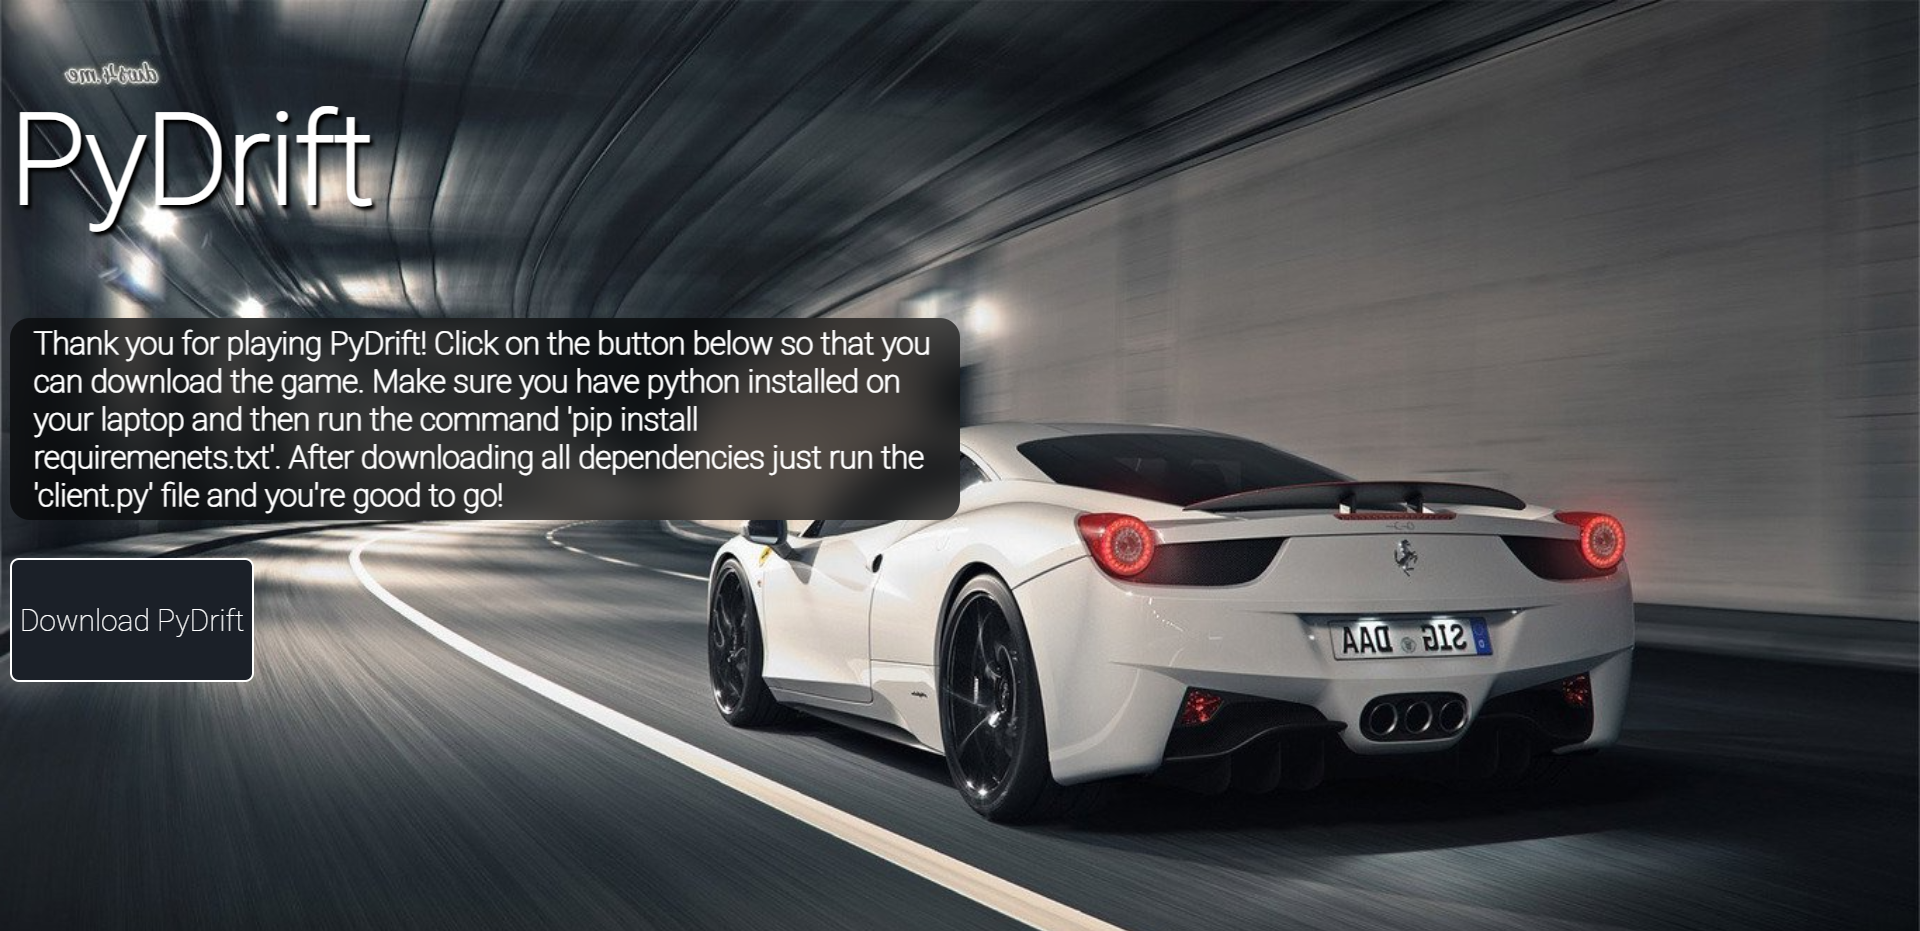 PyDrift
Thank you for playing PyDrift! Click on the button below so that you
can download the game. Make sure you have python installed on
your laptop and then run the command 'pip install
requiremenets.txt'. After downloading all dependencies just run the
'client.py' file and you're good to go!
Download PyDrift
SIG DAA